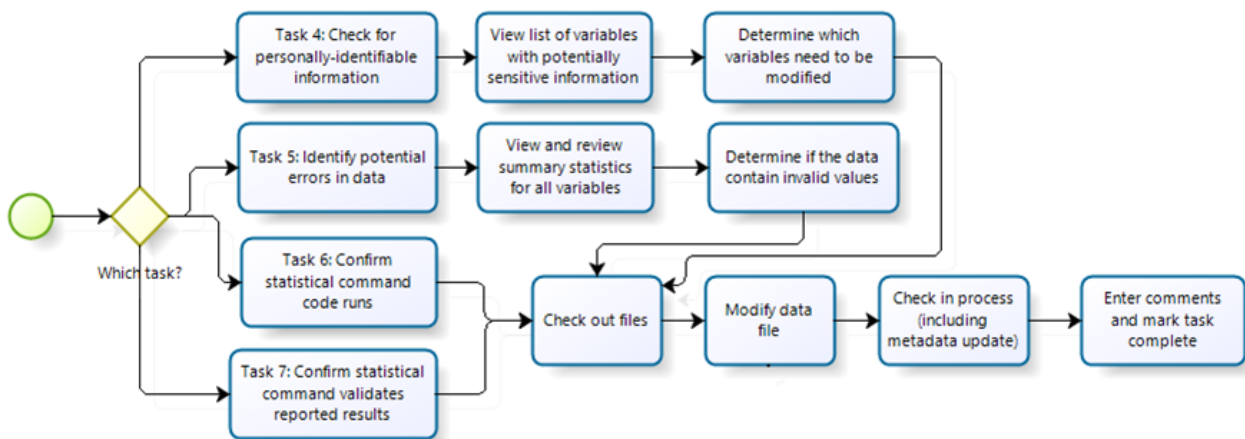 Task 4: Check for
personally-identifiable
information
View list of variables
with potentially
sensitive information
Determine which
variables need to be
modified
Task 5: Identify potential
errors in data
View and review
summary statistics
for all variables
Determine if the data
contain invalid values
Which task?
Task 6: Confirm
statistical command
code runs
Task 7: Confirm statistical
command validates
reported results
Check out files
Modify data
file
Check in process
(including
metadata update)
Enter comments
and mark task
complete